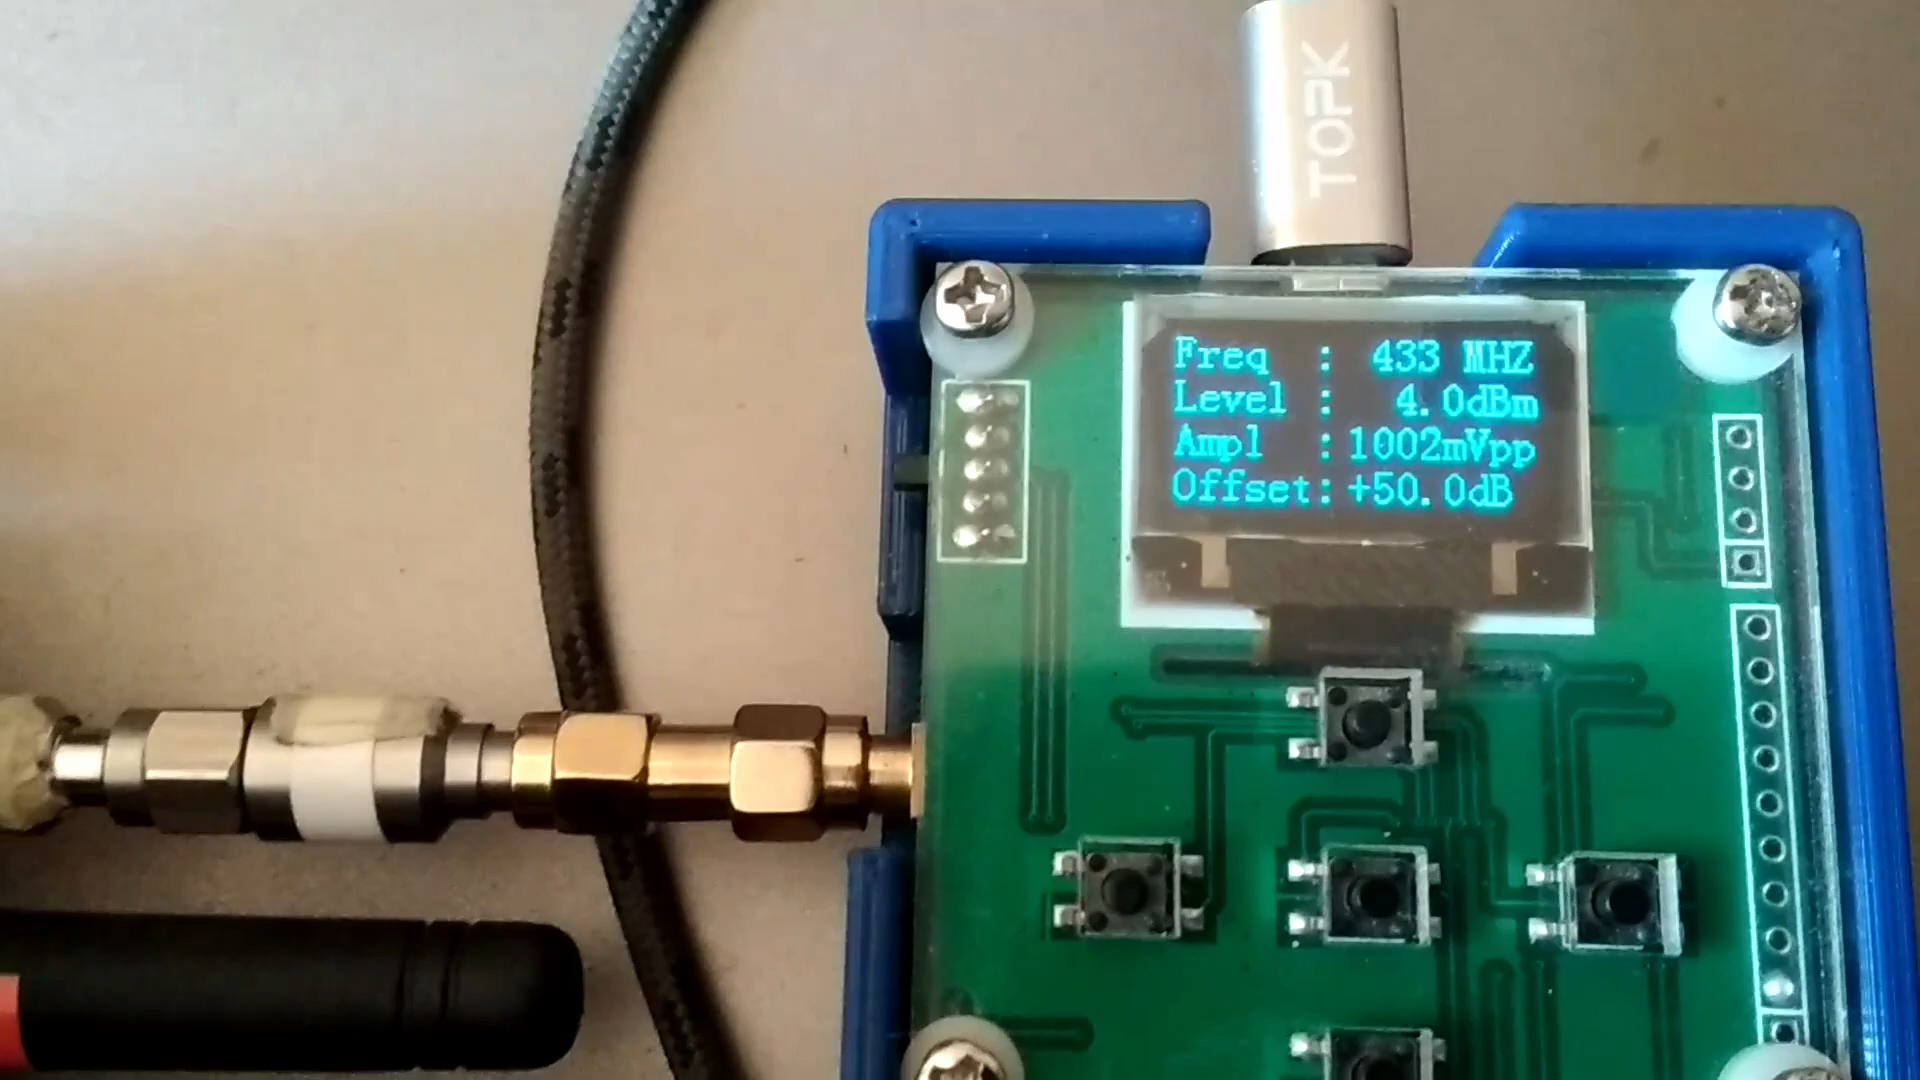 TOPK
Freq : 433 MHZ
Level : 4.0dBm
Ampl :1002mVpp
Offset:+50.0dB